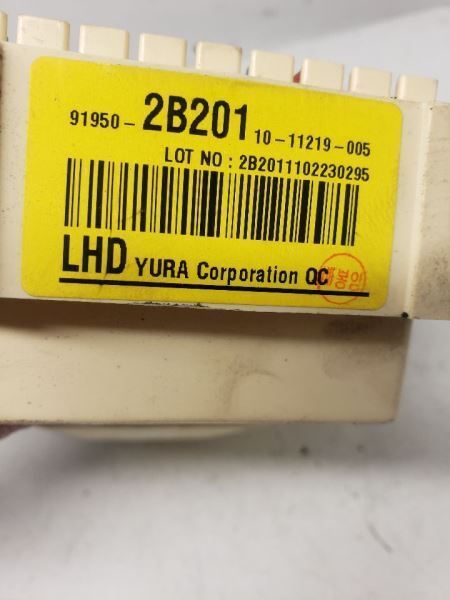 91950-2B201 10-11219-005
LOT NO : 2B2011102230295
LHD YURA Corporation QC